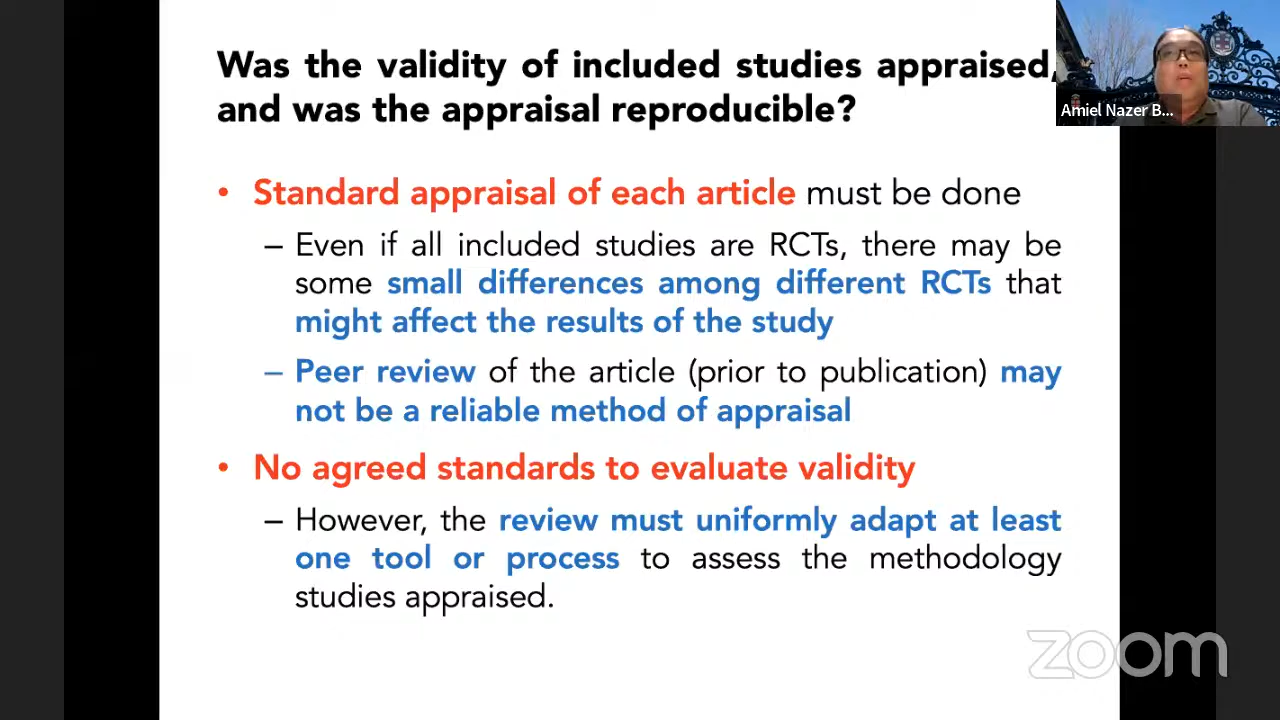 Was the validity of included studies appraised,
and was the appraisal reproducible?
Amiel Nazer B...
• Standard appraisal of each article must be done
– Even if all included studies are RCTs, there may be
some small differences among different RCTs that
might affect the results of the study
– Peer review of the article (prior to publication) may
not be a reliable method of appraisal
• No agreed standards to evaluate validity
– However, the review must uniformly adapt at least
one tool or process to assess the methodology
studies appraised.
zoom